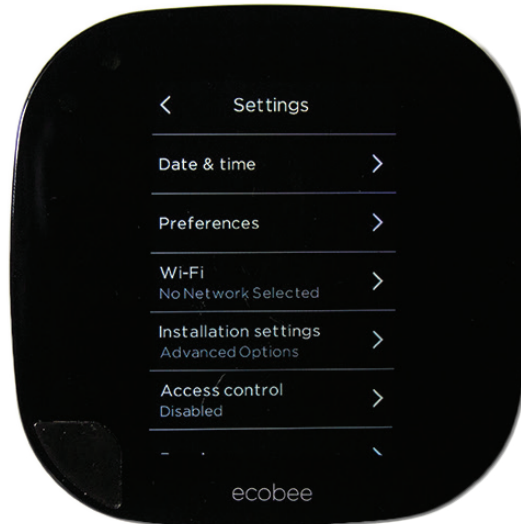 Settings
Date & time
Preferences
Wi-Fi
No Network Selected
Installation settings
Advanced Options
Access control
Disabled
ecobee